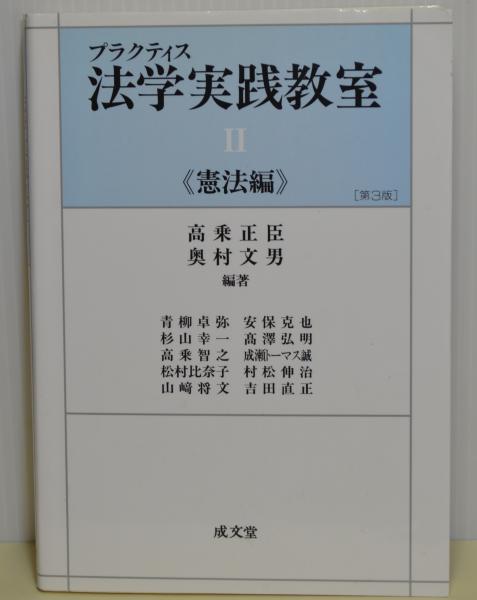 プラクティス
法学実践教室
II
《憲法編》
［第3版］
高乗正臣
奥村文男
編著
青柳卓弥 安保克也
杉山幸一 髙澤弘明
高乗智之 成瀬トーマス誠
松村比奈子 村松伸治
山﨑将文 吉田直正
成文堂